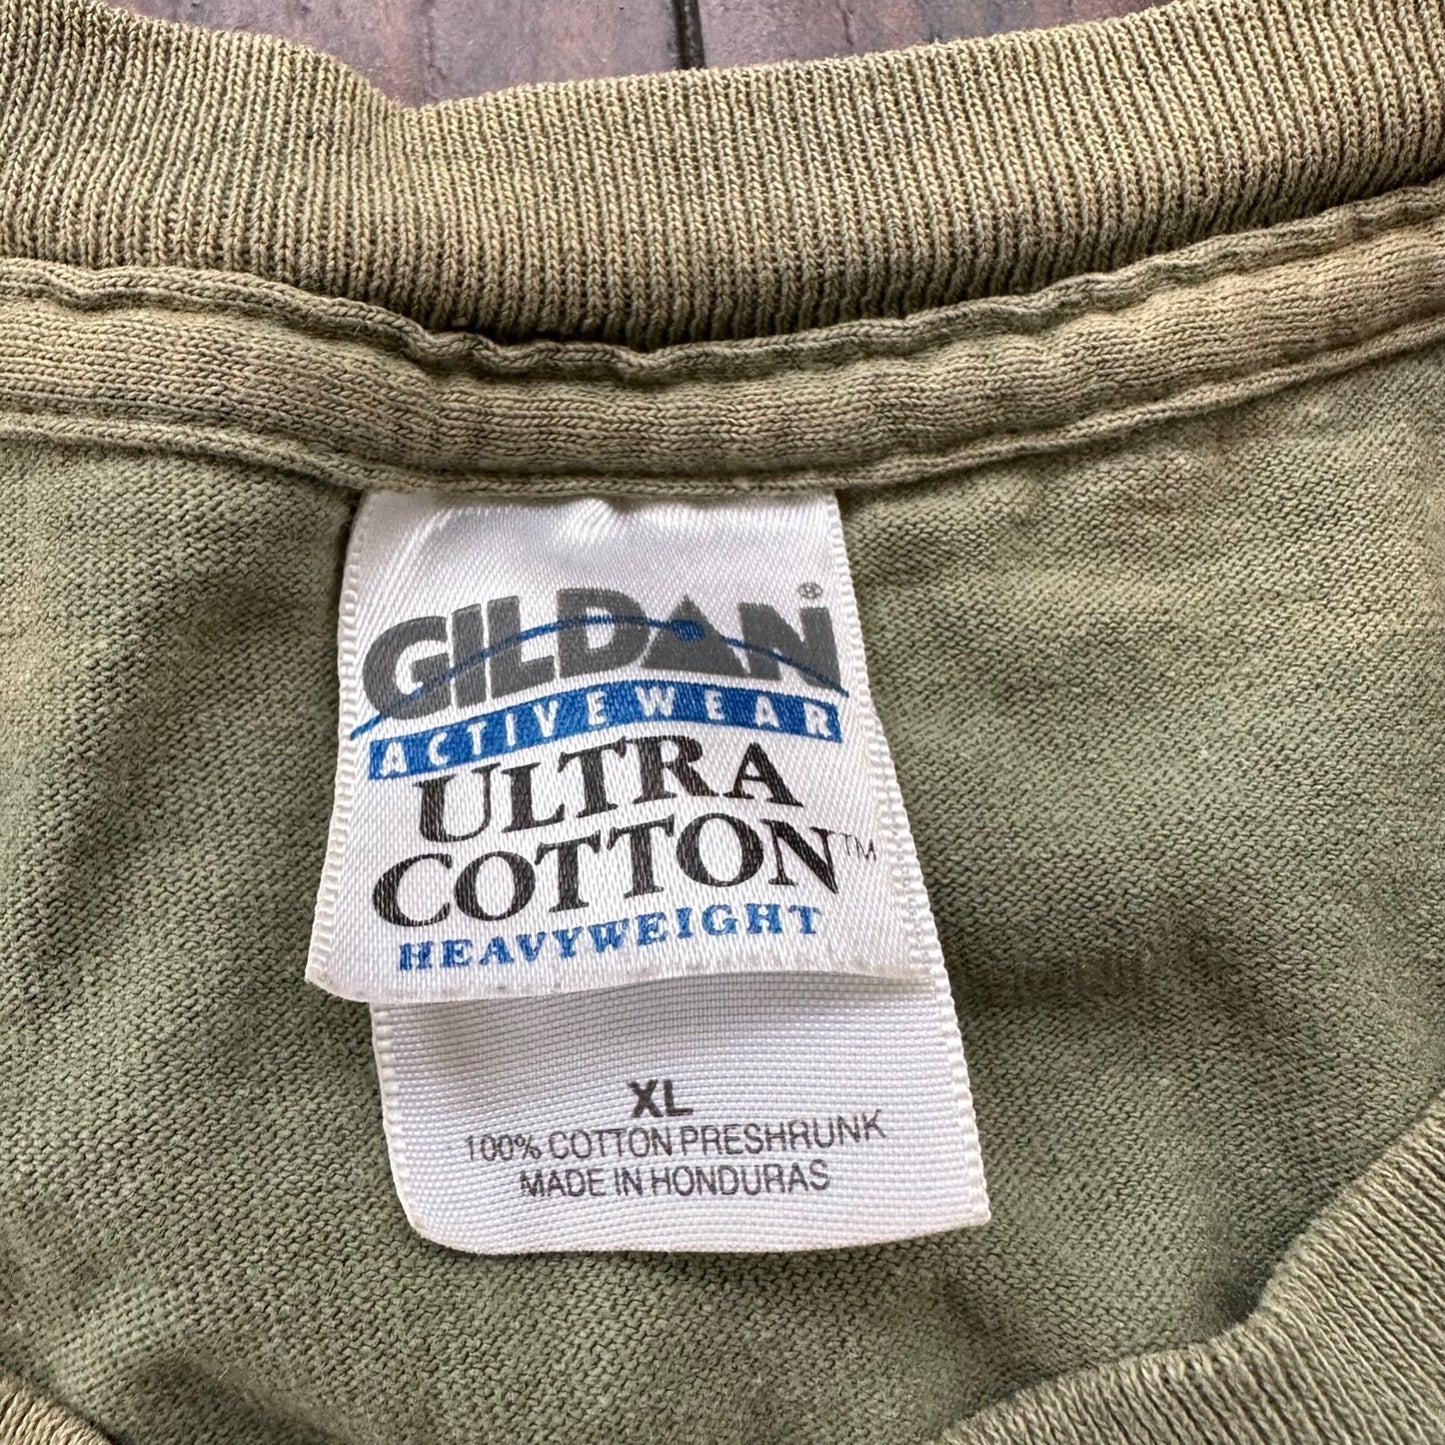 GILDAN®
ACTIVEWEAR
ULTRA
COTTON™
HEAVYWEIGHT
XL
100% COTTON PRESHRUNK
MADE IN HONDURAS